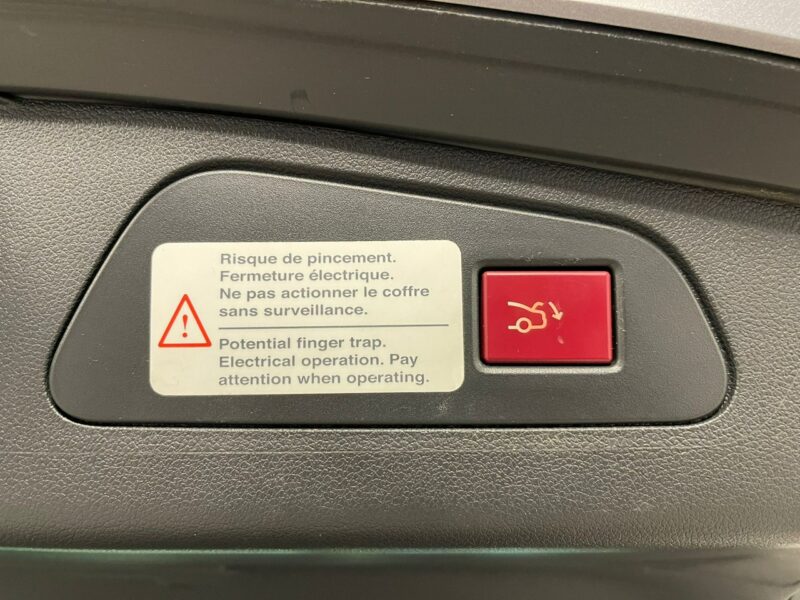 Risque de pincement.
Fermeture électrique.
Ne pas actionner le coffre
sans surveillance.
Potential finger trap.
Electrical operation. Pay
attention when operating.